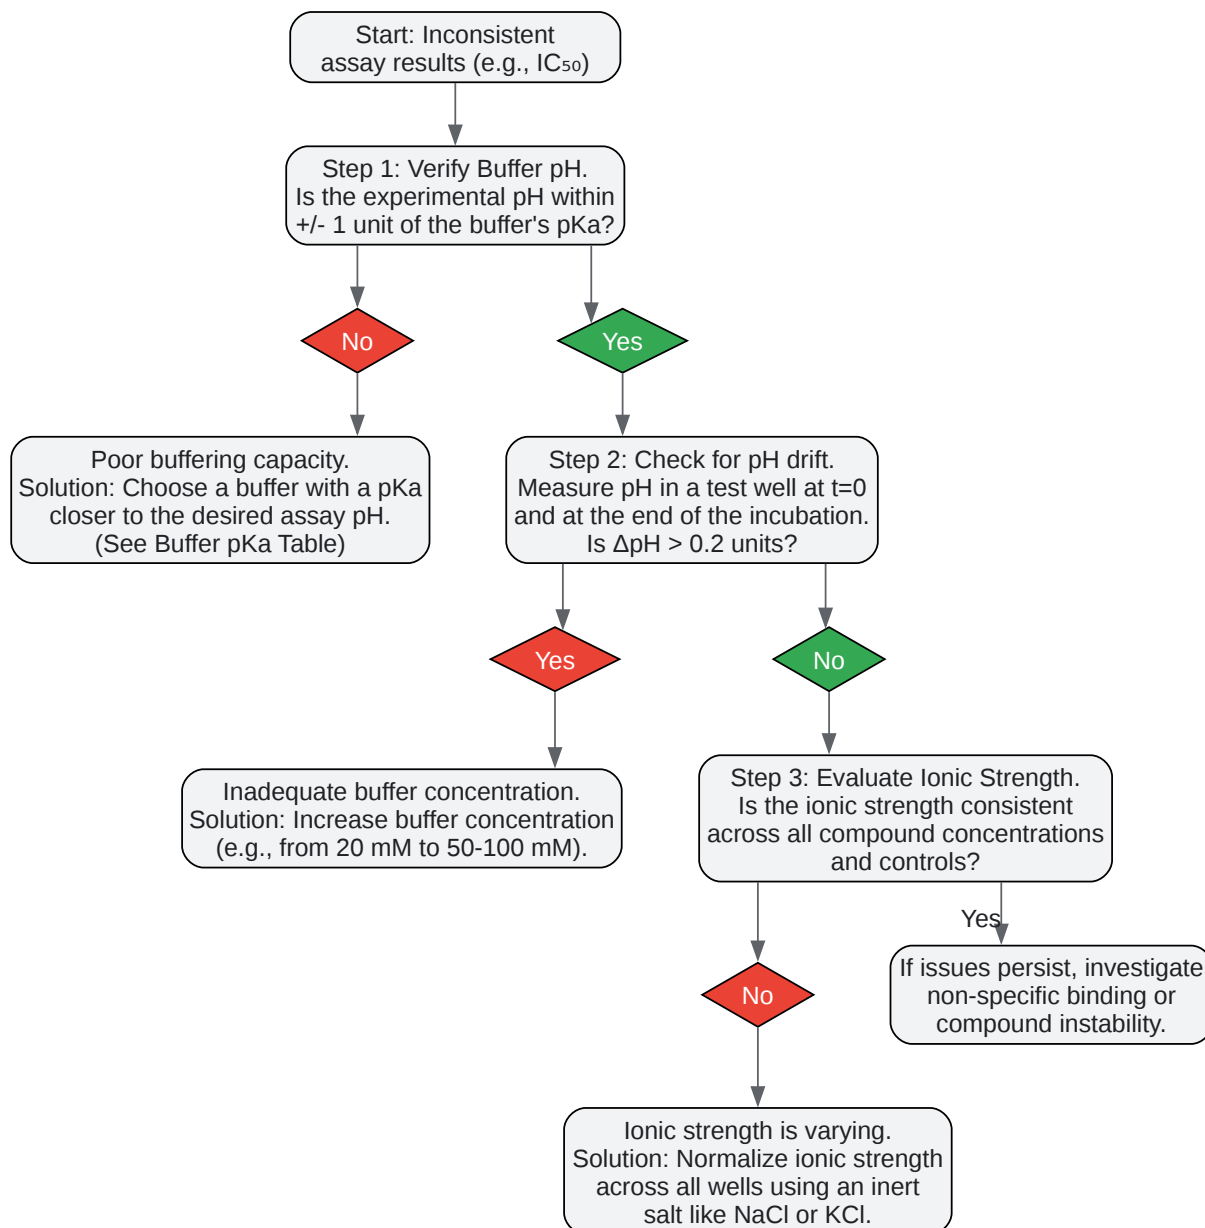 Start: Inconsistent
assay results (e.g., IC₅₀)
Step 1: Verify Buffer pH.
Is the experimental pH within
+/- 1 unit of the buffer's pKa?
No
Yes
Poor buffering capacity.
Solution: Choose a buffer with a pKa
closer to the desired assay pH.
(See Buffer pKa Table)
Step 2: Check for pH drift.
Measure pH in a test well at t=0
and at the end of the incubation.
Is ΔpH > 0.2 units?
Yes
No
Inadequate buffer concentration.
Solution: Increase buffer concentration
(e.g., from 20 mM to 50-100 mM).
Step 3: Evaluate Ionic Strength.
Is the ionic strength consistent
across all compound concentrations
and controls?
Yes
No
If issues persist, investigate
non-specific binding or
compound instability.
Ionic strength is varying.
Solution: Normalize ionic strength
across all wells using an inert
salt like NaCl or KCl.